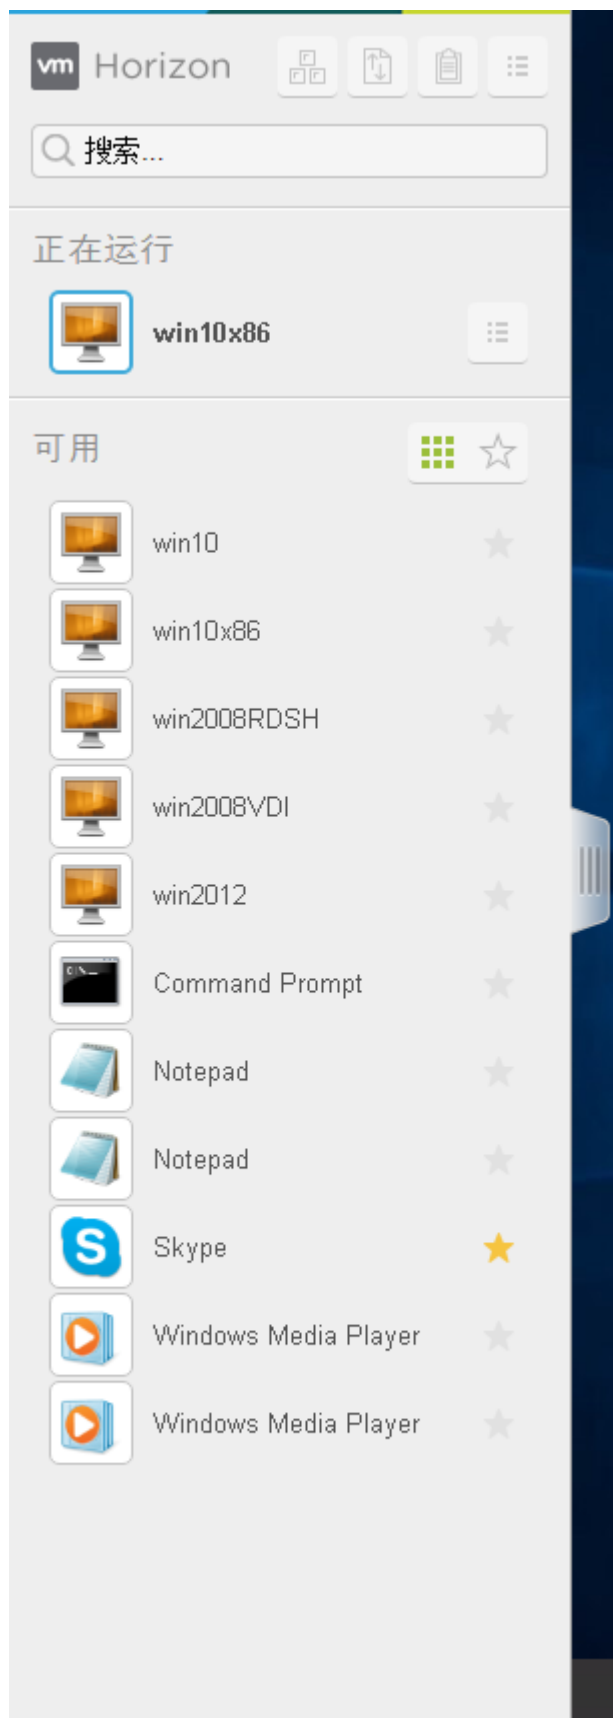 vm Horizon
搜索...
正在运行
win10x86
可用
win10
win10x86
win2008RDSH
win2008VDI
win2012
C:\_
Command Prompt
Notepad
Notepad
S
Skype
Windows Media Player
Windows Media Player